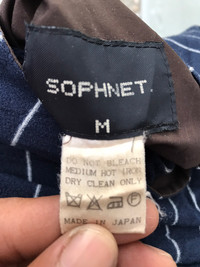 SOPHNET.
M
DO NOT BLEACH
MEDIUM HOT IRON
DRY CLEAN ONLY
MADE IN JAPAN